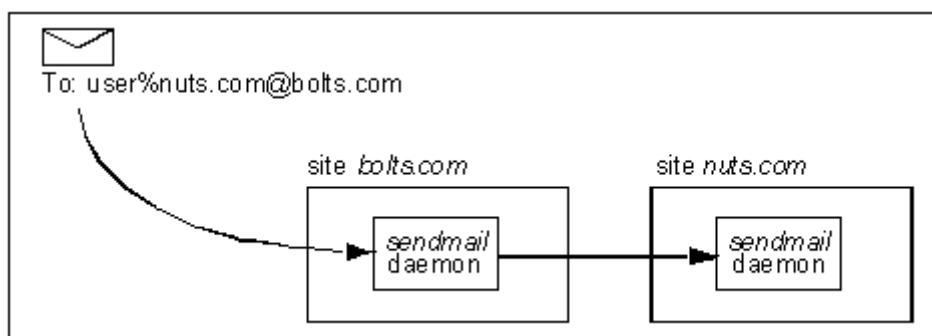 To: user%nuts.com@bolts.com
site bolts.com
site nuts.com
sendmail
daemon
sendmail
daemon